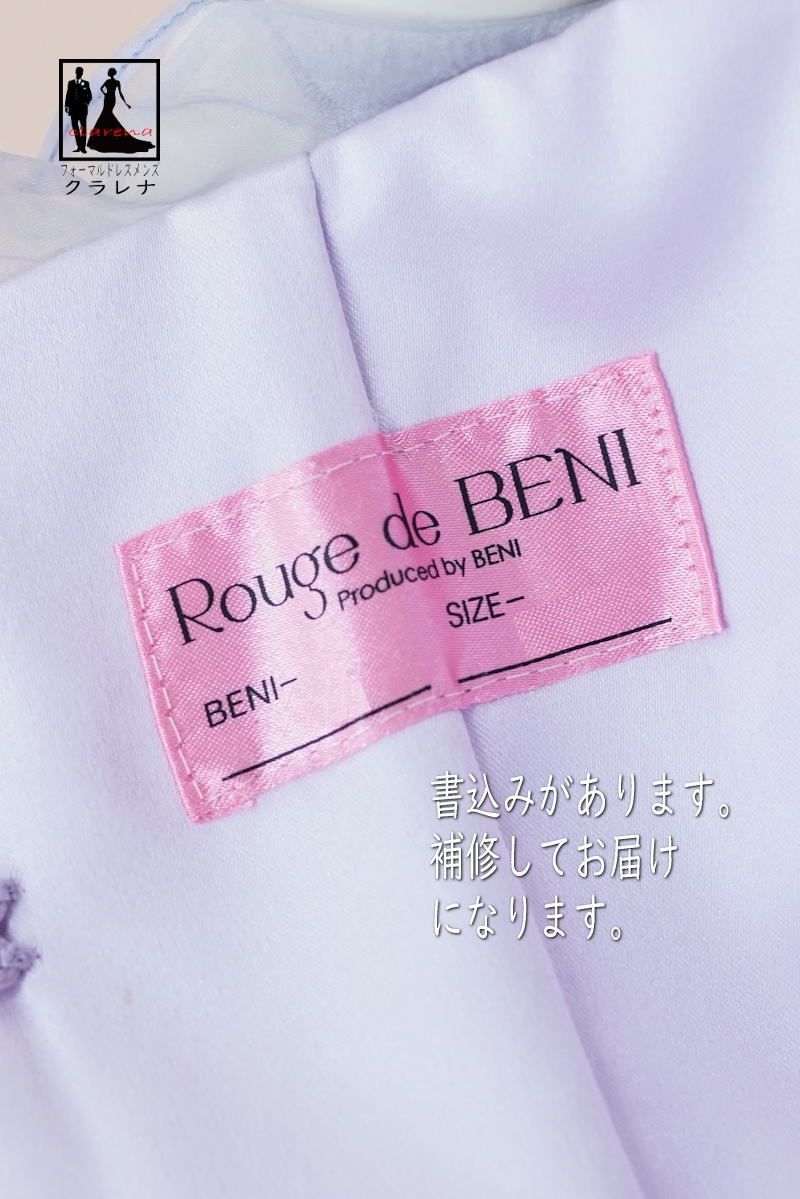 clarena
フォーマルドレスメンズ
クラレナ
Rouge de BENI
Produced by BENI
BENI-
SIZE-
書込みがあります。
補修してお届け
になります。